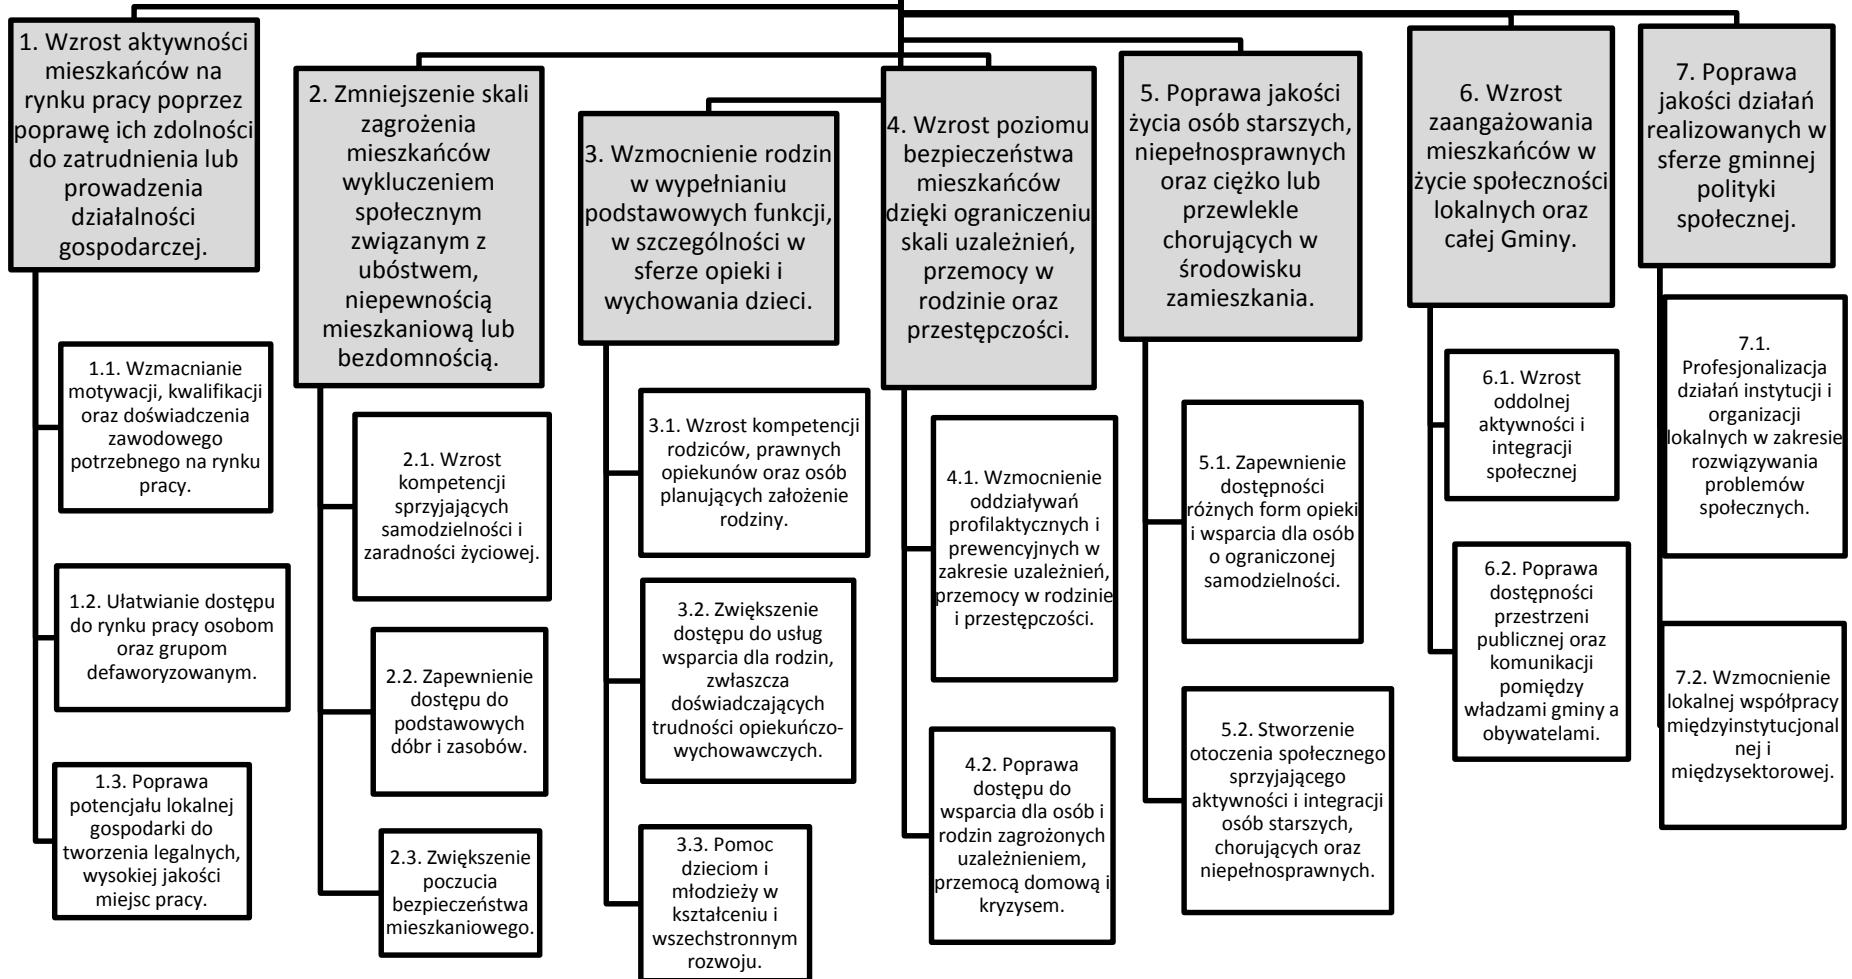 1. Wzrost aktywności
mieszkańców na
rynku pracy poprzez
poprawę ich zdolności
do zatrudnienia lub
prowadzenia
działalności
gospodarczej.
1.1. Wzmacnianie
motywacji, kwalifikacji
oraz doświadczenia
zawodowego
potrzebnego na rynku
pracy.
1.2. Ułatwianie dostępu
do rynku pracy osobom
oraz grupom
defaworyzowanym.
1.3. Poprawa
potencjału lokalnej
gospodarki do
tworzenia legalnych,
wysokiej jakości
miejsc pracy.
2. Zmniejszenie skali
zagrożenia
mieszkańców
wykluczeniem
społecznym
związanym z
ubóstwem,
niepewnością
mieszkaniową lub
bezdomnością.
2.1. Wzrost
kompetencji
sprzyjających
samodzielności i
zaradności życiowej.
2.2. Zapewnienie
dostępu do
podstawowych
dóbr i zasobów.
2.3. Zwiększenie
poczucia
bezpieczeństwa
mieszkaniowego.
3. Wzmocnienie rodzin
w wypełnianiu
podstawowych funkcji,
w szczególności w
sferze opieki i
wychowania dzieci.
3.1. Wzrost kompetencji
rodziców, prawnych
opiekunów oraz osób
planujących założenie
rodziny.
3.2. Zwiększenie
dostępu do usług
wsparcia dla rodzin,
zwłaszcza
doświadczających
trudności opiekuńczo-
wychowawczych.
3.3. Pomoc
dzieciom i
młodzieży w
kształceniu i
wszechstronnym
rozwoju.
4. Wzrost poziomu
bezpieczeństwa
mieszkańców
dzięki ograniczeniu
skali uzależnień,
przemocy w
rodzinie oraz
przestępczości.
4.1. Wzmocnienie
oddziaływań
profilaktycznych i
prewencyjnych w
zakresie uzależnień,
przemocy w rodzinie
i przestępczości.
4.2. Poprawa
dostępu do
wsparcia dla osób i
rodzin zagrożonych
uzależnieniem,
przemocą domową i
kryzysem.
5. Poprawa jakości
życia osób starszych,
niepełnosprawnych
oraz ciężko lub
przewlekle
chorujących w
środowisku
zamieszkania.
5.1. Zapewnienie
dostępności
różnych form opieki
i wsparcia dla osób
o ograniczonej
samodzielności.
5.2. Stworzenie
otoczenia społecznego
sprzyjającego
aktywności i integracji
osób starszych,
chorujących oraz
niepełnosprawnych.
6. Wzrost
zaangażowania
mieszkańców w
życie społeczności
lokalnych oraz
całej Gminy.
6.1. Wzrost
oddolnej
aktywności i
integracji
społecznej
6.2. Poprawa
dostępności
przestrzeni
publicznej oraz
komunikacji
pomiędzy
władzami gminy a
obywatelami.
7. Poprawa
jakości działań
realizowanych w
sferze gminnej
polityki
społecznej.
7.1.
Profesjonalizacja
działań instytucji i
organizacji
lokalnych w zakresie
rozwiązywania
problemów
społecznych.
7.2. Wzmocnienie
lokalnej współpracy
międzyinstytucjonal
nej i
międzysektorowej.